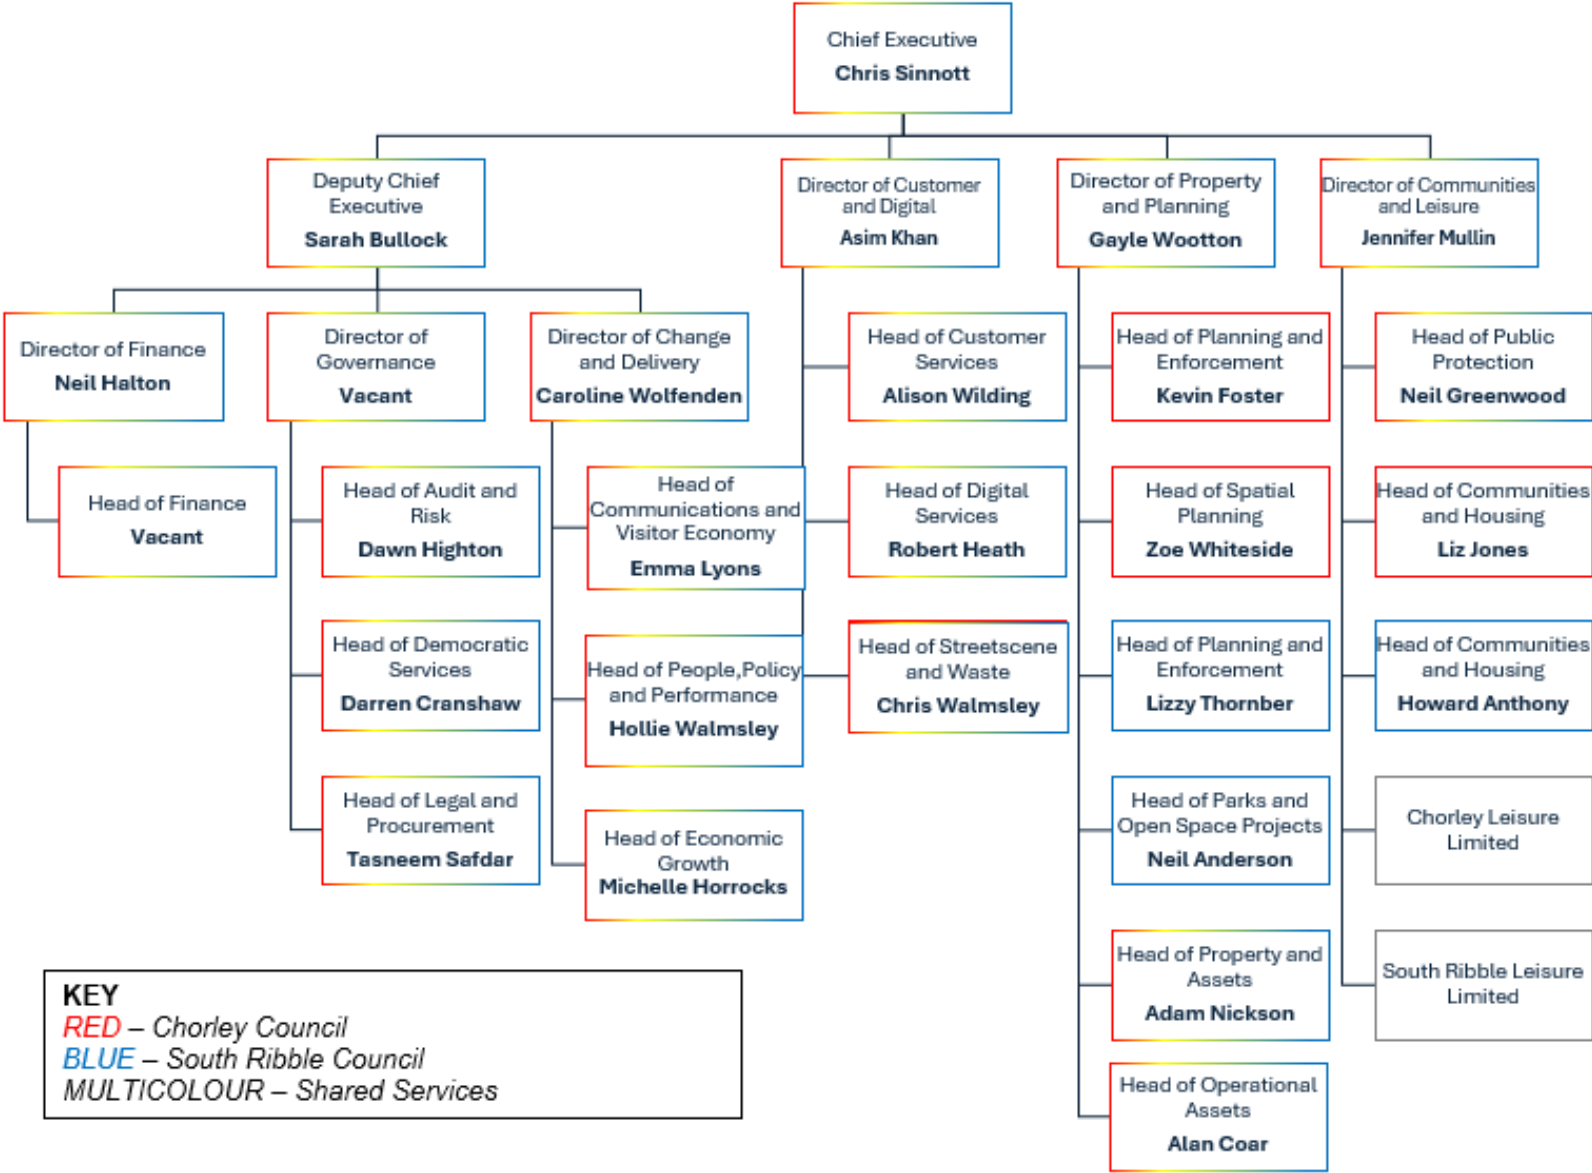 Chief Executive
Chris Sinnott
Deputy Chief
Executive
Sarah Bullock
Director of Customer
and Digital
Asim Khan
Director of Property
and Planning
Gayle Wootton
Director of Communities
and Leisure
Jennifer Mullin
Director of Finance
Neil Halton
Director of
Governance
Vacant
Director of Change
and Delivery
Caroline Wolfenden
Head of Customer
Services
Alison Wilding
Head of Planning and
Enforcement
Kevin Foster
Head of Public
Protection
Neil Greenwood
Head of Finance
Vacant
Head of Audit and
Risk
Dawn Highton
Head of
Communications and
Visitor Economy
Emma Lyons
Head of Digital
Services
Robert Heath
Head of Spatial
Planning
Zoe Whiteside
Head of Communities
and Housing
Liz Jones
Head of Democratic
Services
Darren Cranshaw
Head of People,Policy
and Performance
Hollie Walmsley
Head of Streetscene
and Waste
Chris Walmsley
Head of Planning and
Enforcement
Lizzy Thornber
Head of Communities
and Housing
Howard Anthony
Head of Legal and
Procurement
Tasneem Safdar
Head of Economic
Growth
Michelle Horrocks
Head of Parks and
Open Space Projects
Neil Anderson
Chorley Leisure
Limited
Head of Property and
Assets
Adam Nickson
South Ribble Leisure
Limited
Head of Operational
Assets
Alan Coar
KEY
RED – Chorley Council
BLUE – South Ribble Council
MULTICOLOUR – Shared Services